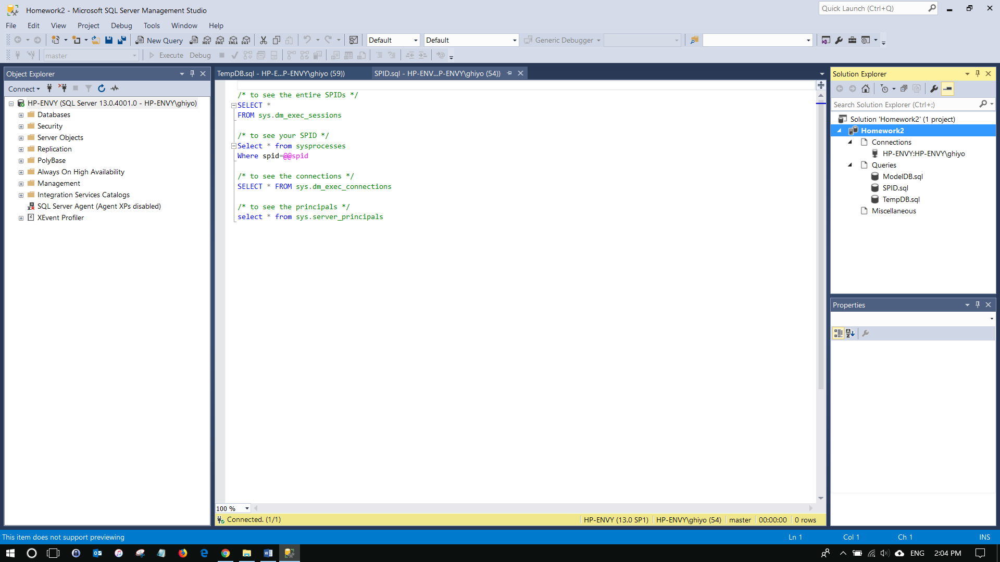 Homework2 - Microsoft SQL Server Management Studio
Quick Launch (Ctrl+Q)
File Edit View Project Debug Tools Window Help
New Query MDX DMX XMLA DAX Default Default Generic Debugger
master Execute Debug
Object Explorer
Connect
HP-ENVY (SQL Server 13.0.4001.0 - HP-ENVY\ghiyo)
Databases
Security
Server Objects
Replication
PolyBase
Always On High Availability
Management
Integration Services Catalogs
SQL Server Agent (Agent XPs disabled)
XEvent Profiler
TempDB.sql - HP-E...P-ENVY\ghiyo (59))
SPID.sql - HP-ENV...P-ENVY\ghiyo (54))
/* to see the entire SPIDs */
SELECT *
FROM sys.dm_exec_sessions
/* to see your SPID */
Select * from sysprocesses
Where spid=@@spid
/* to see the connections */
SELECT * FROM sys.dm_exec_connections
/* to see the principals */
select * from sys.server_principals
100 %
Connected. (1/1)
HP-ENVY (13.0 SP1) HP-ENVY\ghiyo (54) master 00:00:00 0 rows
Solution Explorer
Search Solution Explorer (Ctrl+;)
Solution 'Homework2' (1 project)
Homework2
Connections
HP-ENVY:HP-ENVY\ghiyo
Queries
ModelDB.sql
SPID.sql
TempDB.sql
Miscellaneous
Properties
This item does not support previewing
Ln 1 Col 1 Ch 1 INS
ENG 2:04 PM